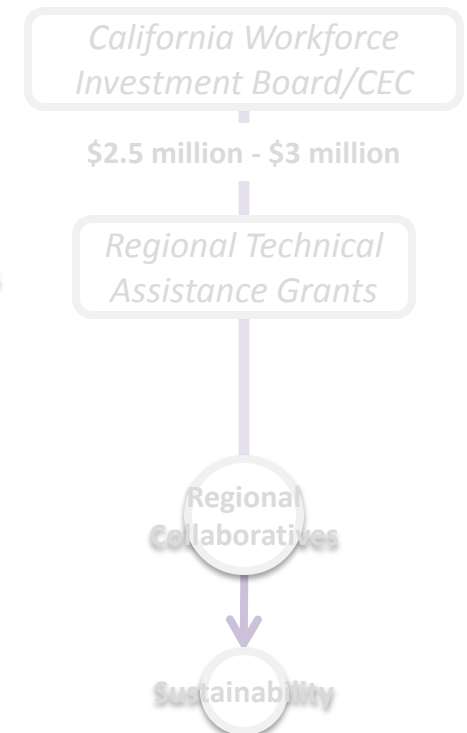 California Workforce
Investment Board/CEC
$2.5 million - $3 million
Regional Technical
Assistance Grants
Regional
Collaboratives
Sustainability